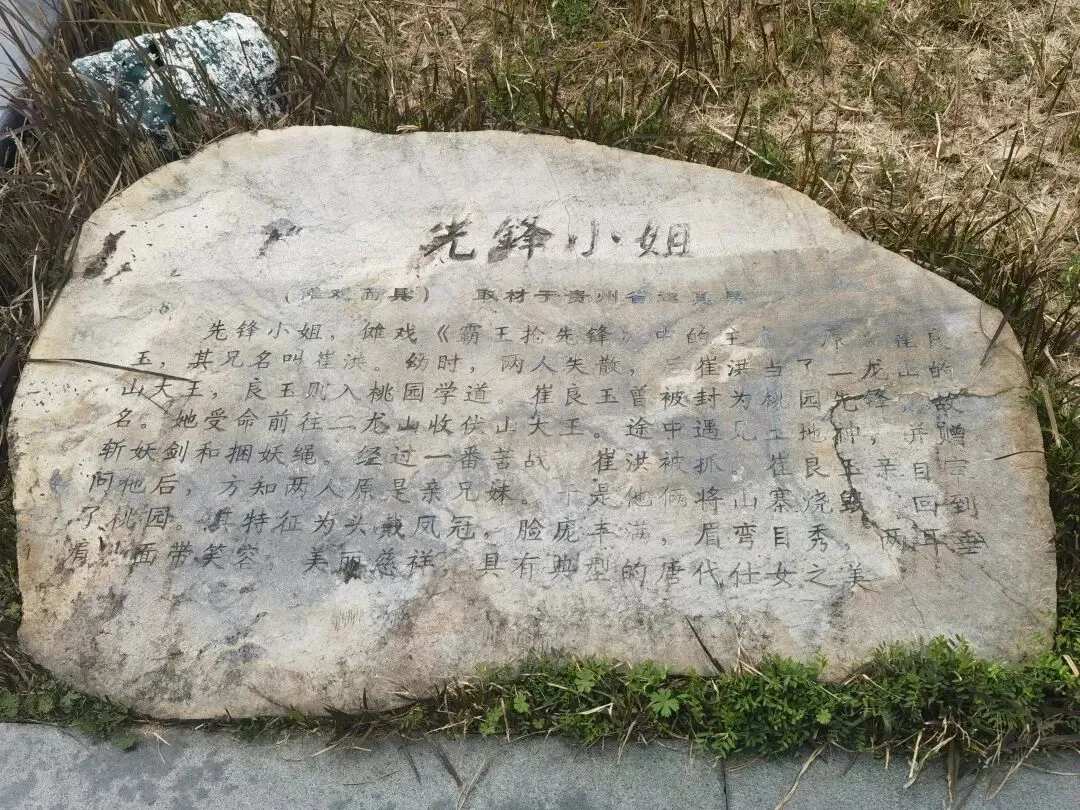 先鋒小姐
(傩戏面具) 取材于贵州省道真县
先锋小姐，傩戏《霸王抢先锋》中的主 原名崔良
玉，其兄名叫崔洪。幼时，两人失散，后崔洪当了二龙山的
山大王，良玉则入桃园学道。崔良玉曾被封为桃园先锋，故
名。她受命前往二龙山收伏山大王。途中遇见土地神，并赠
斩妖剑和捆妖绳。经过一番苦战 崔洪被抓，崔良玉亲自审
问他后，方知两人原是亲兄妹。于是他俩将山寨烧毁，回到
了桃园。其特征为头戴凤冠，脸庞丰满，眉弯目秀，两耳垂
肩，面带笑容，美丽慈祥，具有典型的唐代仕女之美